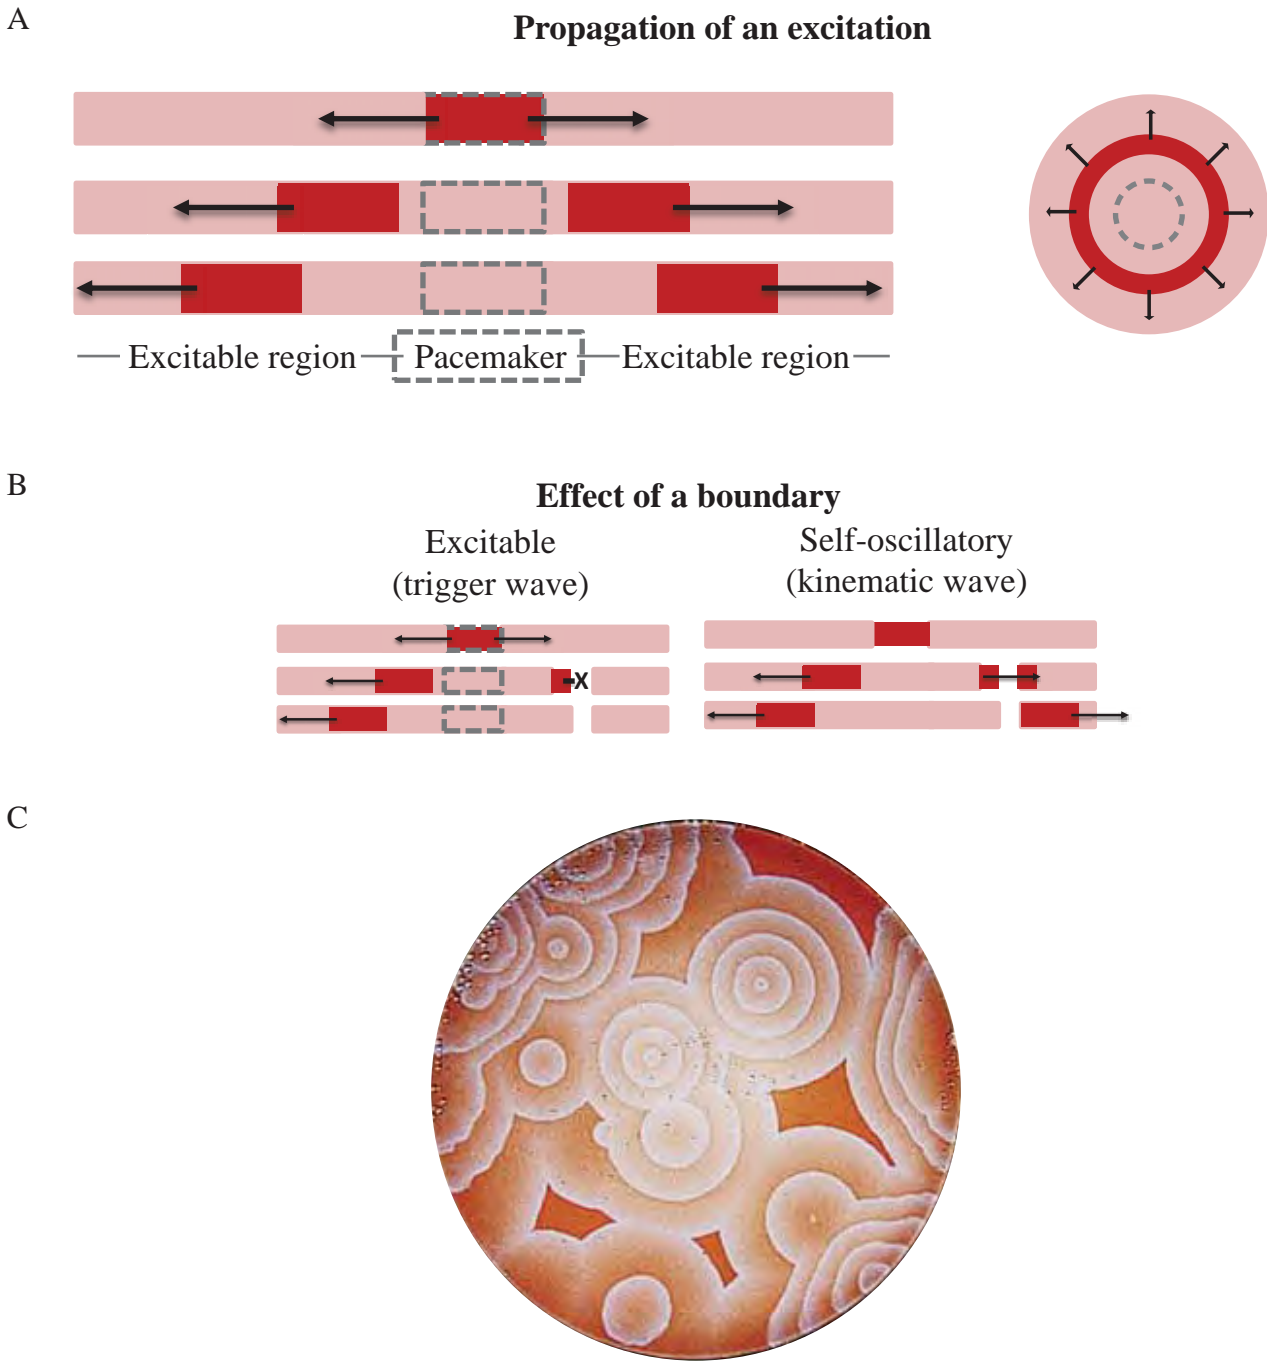 A
Propagation of an excitation
Excitable region
Pacemaker
Excitable region
B
Effect of a boundary
Excitable
(trigger wave)
Self-oscillatory
(kinematic wave)
X
C